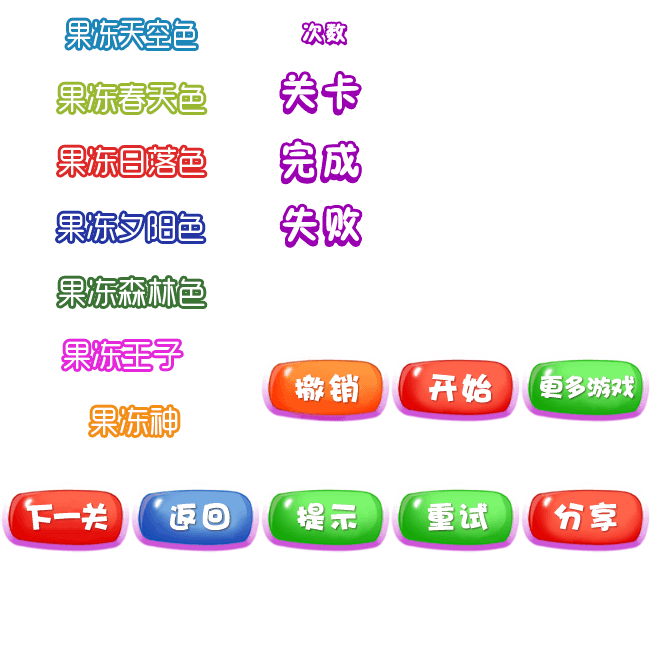 果冻天空色
次数
果冻春天色
关卡
果冻日落色
完成
果冻夕阳色
失败
果冻森林色
果冻王子
撤销
开始
更多游戏
果冻神
下一关
返回
提示
重试
分享